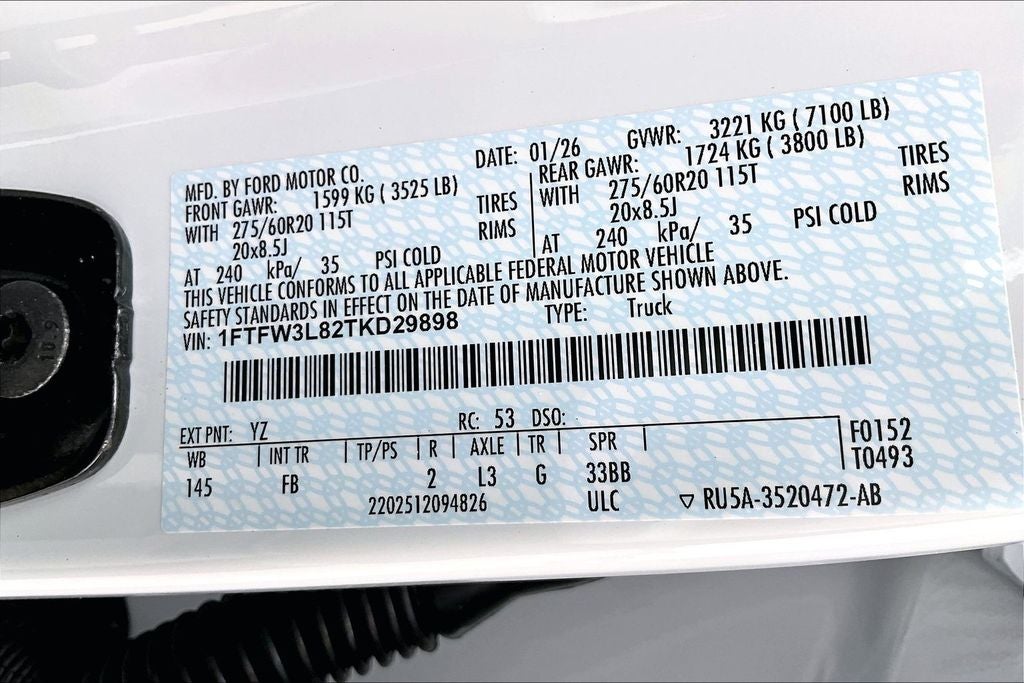 MFD. BY FORD MOTOR CO. DATE: 01/26 GVWR: 3221 KG ( 7100 LB)
FRONT GAWR: 1599 KG ( 3525 LB) REAR GAWR: 1724 KG ( 3800 LB)
WITH 275/60R20 115T TIRES WITH 275/60R20 115T TIRES
20x8.5J RIMS 20x8.5J RIMS
AT 240 kPa/ 35 PSI COLD AT 240 kPa/ 35 PSI COLD
THIS VEHICLE CONFORMS TO ALL APPLICABLE FEDERAL MOTOR VEHICLE
SAFETY STANDARDS IN EFFECT ON THE DATE OF MANUFACTURE SHOWN ABOVE.
VIN: 1FTFW3L82TKD29898 TYPE: Truck
EXT PNT: YZ RC: 53 DSO:
WB INT TR TP/PS R AXLE TR SPR F0152
145 FB 2 L3 G 33BB T0493
2202512094826 ULC ▽ RU5A-3520472-AB
10.9